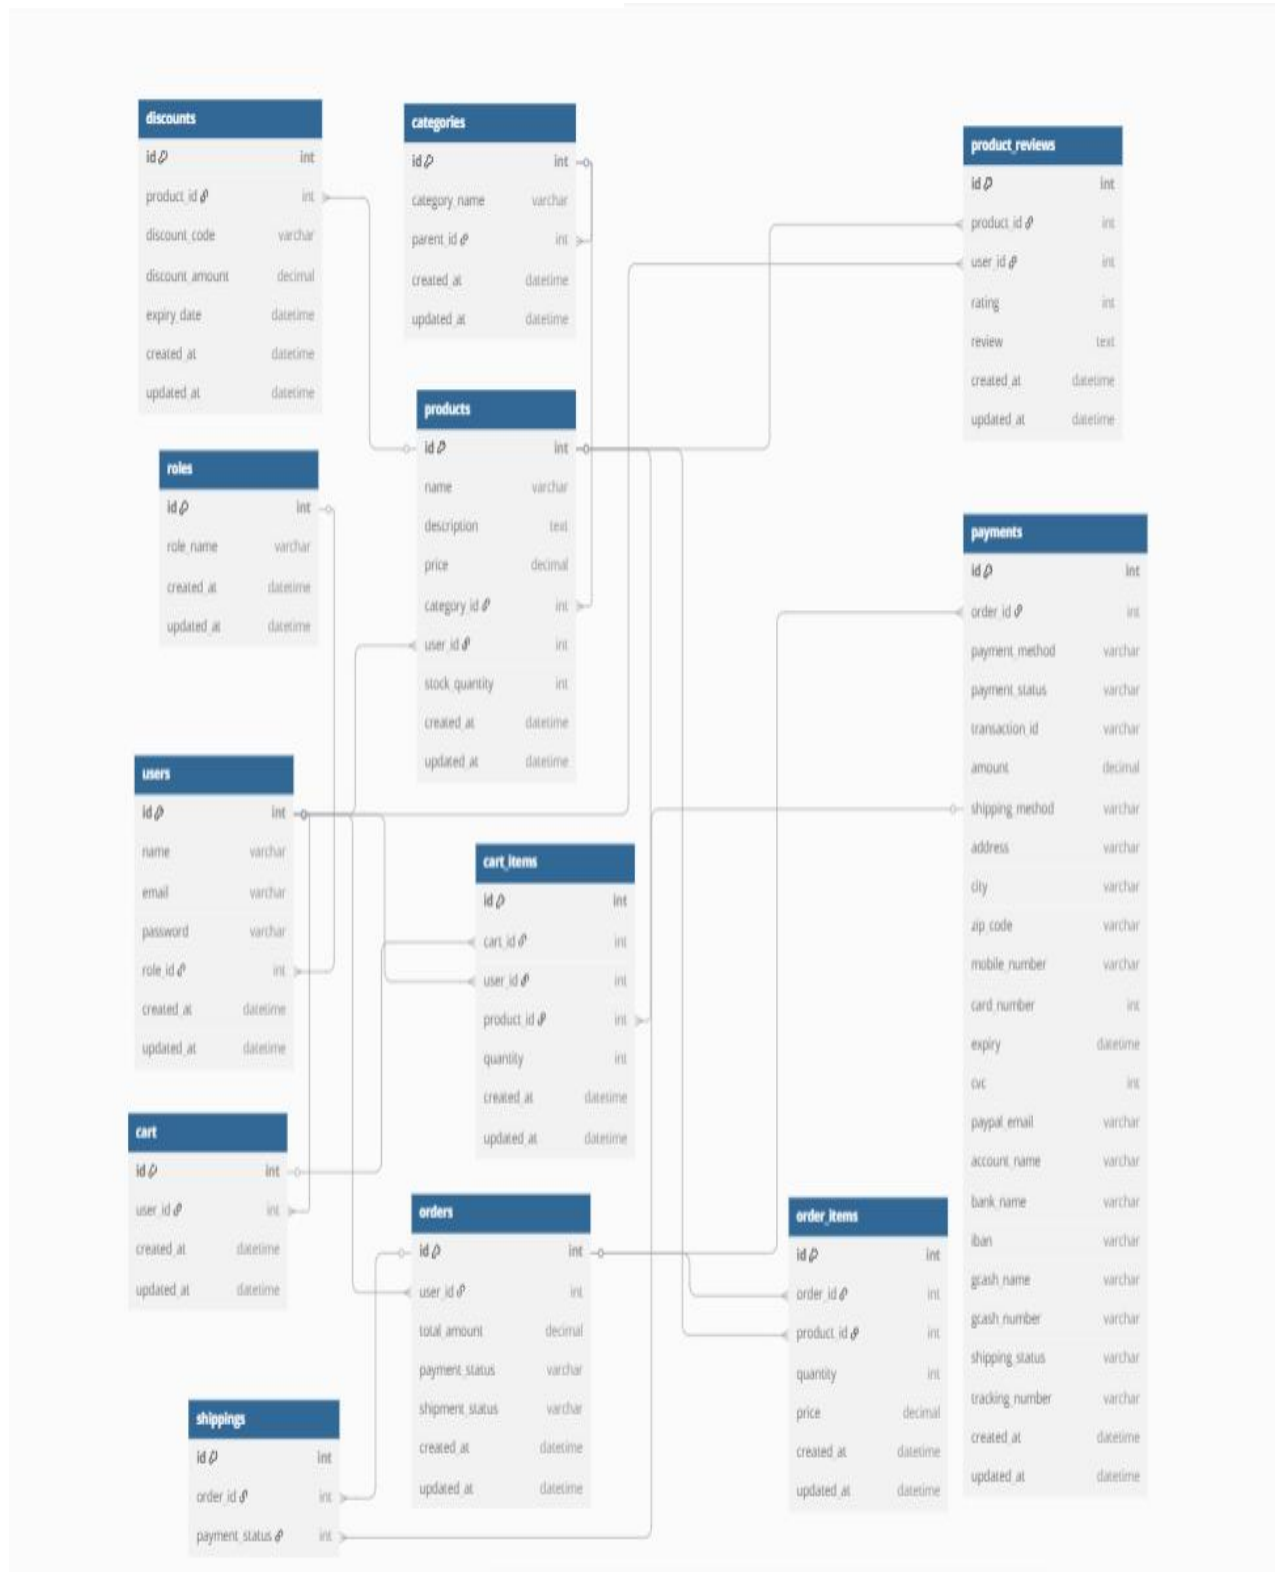 discounts
id int
product_id int
discount_code varchar
discount_amount decimal
expiry_date datetime
created_at datetime
updated_at datetime
categories
id int
category_name varchar
parent_id int
created_at datetime
updated_at datetime
product_reviews
id int
product_id int
user_id int
rating int
review text
created_at datetime
updated_at datetime
products
id int
name varchar
description text
price decimal
category_id int
user_id int
stock_quantity int
created_at datetime
updated_at datetime
roles
id int
role_name varchar
created_at datetime
updated_at datetime
payments
id int
order_id int
payment_method varchar
payment_status varchar
transaction_id varchar
amount decimal
shipping_method varchar
address varchar
city varchar
zip_code varchar
mobile_number varchar
card_number int
expiry datetime
cvc int
paypal_email varchar
account_name varchar
bank_name varchar
iban varchar
gcash_name varchar
gcash_number varchar
shipping_status varchar
tracking_number varchar
created_at datetime
updated_at datetime
users
id int
name varchar
email varchar
password varchar
role_id int
created_at datetime
updated_at datetime
cart_items
id int
cart_id int
user_id int
product_id int
quantity int
created_at datetime
updated_at datetime
cart
id int
user_id int
created_at datetime
updated_at datetime
orders
id int
user_id int
total_amount decimal
payment_status varchar
shipment_status varchar
created_at datetime
updated_at datetime
order_items
id int
order_id int
product_id int
quantity int
price decimal
created_at datetime
updated_at datetime
shippings
id int
order_id int
payment_status int